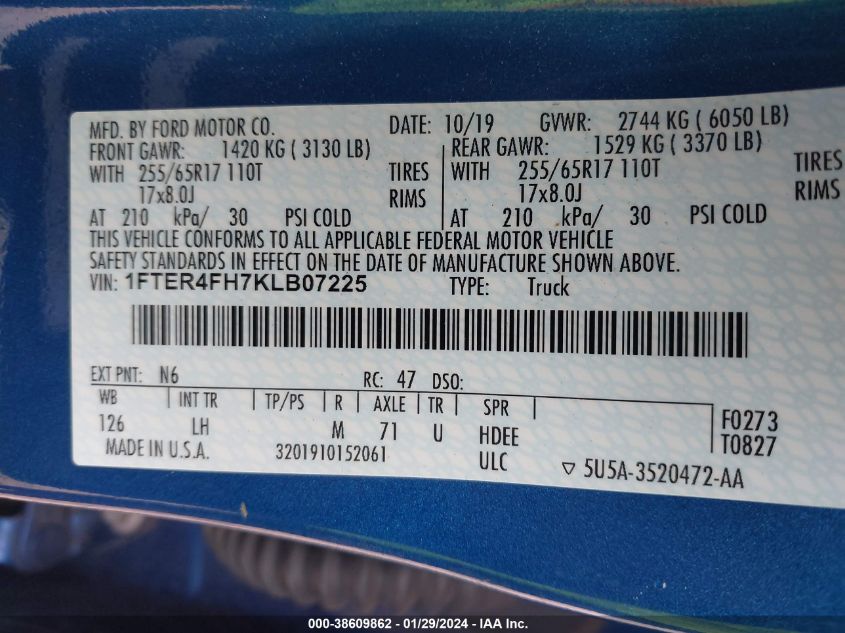 MFD. BY FORD MOTOR CO. DATE: 10/19 GVWR: 2744 KG ( 6050 LB)
FRONT GAWR: 1420 KG ( 3130 LB) REAR GAWR: 1529 KG ( 3370 LB)
WITH 255/65R17 110T TIRES WITH 255/65R17 110T TIRES
17x8.0J RIMS 17x8.0J RIMS
AT 210 kPa/ 30 PSI COLD AT 210 kPa/ 30 PSI COLD
THIS VEHICLE CONFORMS TO ALL APPLICABLE FEDERAL MOTOR VEHICLE
SAFETY STANDARDS IN EFFECT ON THE DATE OF MANUFACTURE SHOWN ABOVE.
VIN: 1FTER4FH7KLB07225 TYPE: Truck
EXT PNT: N6 RC: 47 DSO:
WB INT TR TP/PS R AXLE TR SPR F0273
126 LH M 71 U HDEE T0827
MADE IN U.S.A. 3201910152061 ULC ▽ 5U5A-3520472-AA
000-38609862 - 01/29/2024 - IAA Inc.